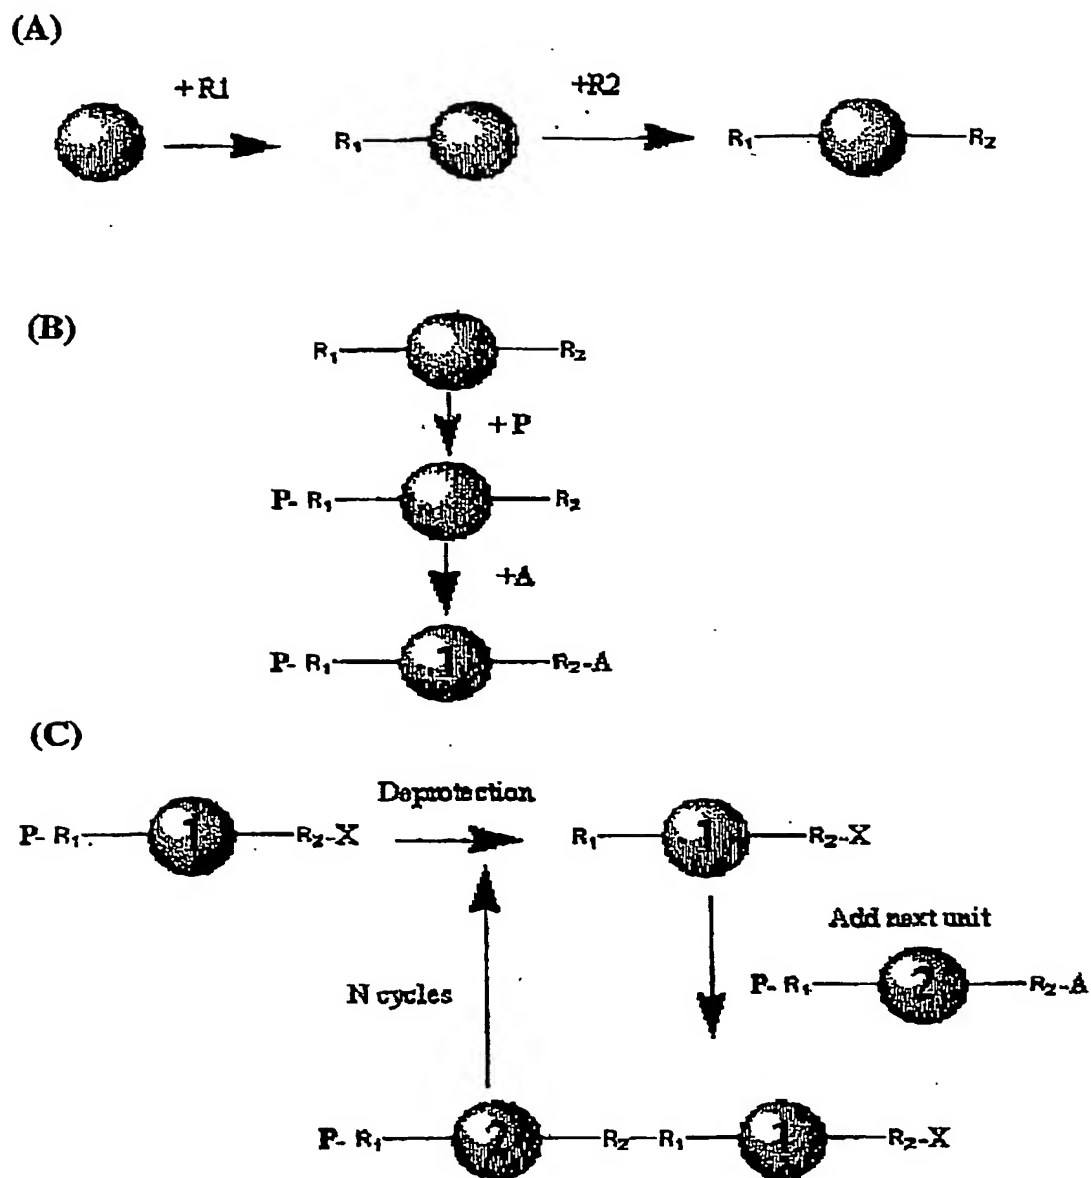 (A)
+R1
+R2
R₁
R₁ R₂
(B)
R₁ R₂
+ P
P- R₁ R₂
+A
P- R₁ 1 R₂-A
(C)
Deprotection
P- R₁ 1 R₂-X
R₁ 1 R₂-X
Add next unit
P- R₁ 2 R₂-A
N cycles
P- R₁ 2 R₂ R₁ 1 R₂-X